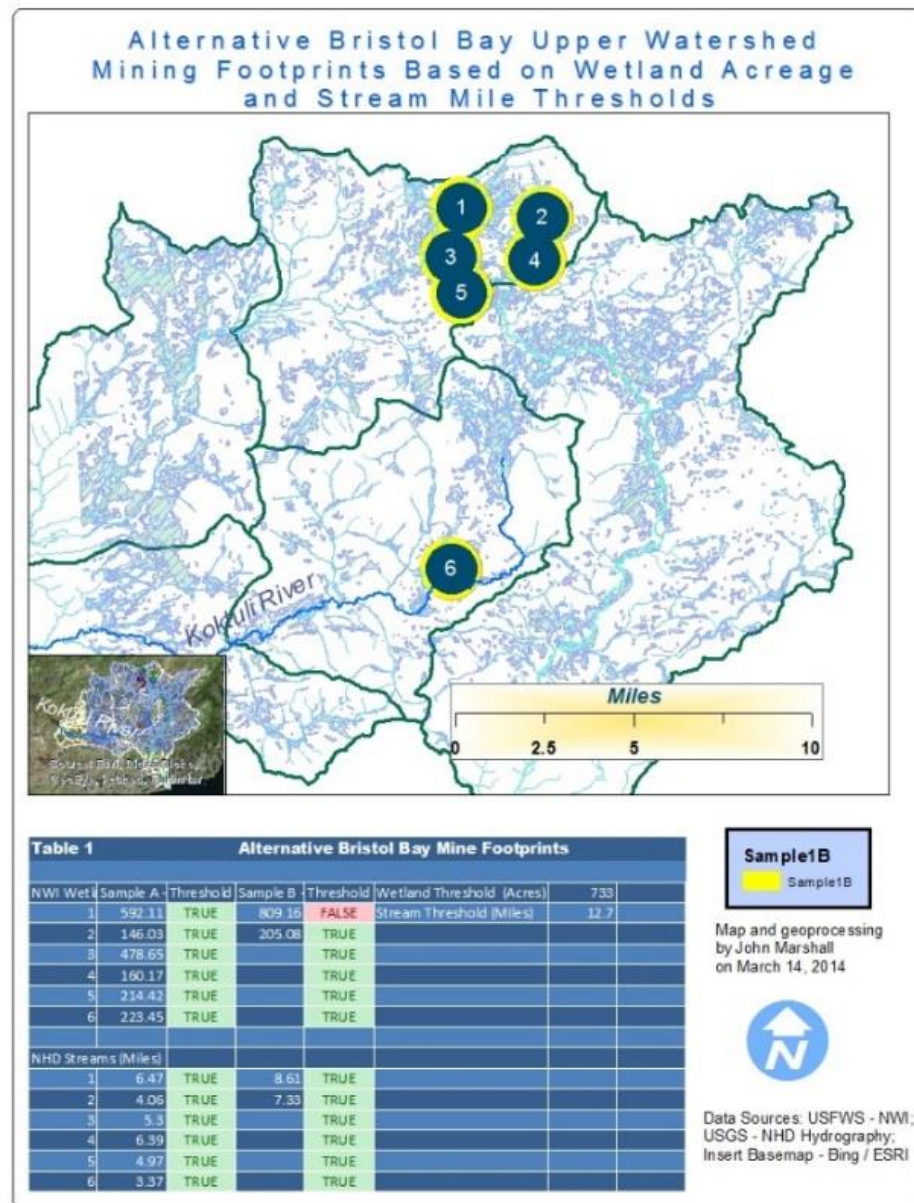 Alternative Bristol Bay Upper Watershed
Mining Footprints Based on Wetland Acreage
and Stream Mile Thresholds
1
2
3
4
5
6
Koktuli River
Koktuli River
Miles
0 2.5 5 10
Table 1 Alternative Bristol Bay Mine Footprints
NWI Wetl Sample A - Threshold Sample B - Threshold Wetland Threshold (Acres) 733
1 592.11 TRUE 809.16 FALSE Stream Threshold (Miles) 12.7
2 146.03 TRUE 205.08 TRUE
3 478.65 TRUE TRUE
4 160.17 TRUE TRUE
5 214.42 TRUE TRUE
6 223.45 TRUE TRUE
NHD Streams (Miles)
1 6.47 TRUE 8.61 TRUE
2 4.06 TRUE 7.33 TRUE
3 5.3 TRUE TRUE
4 6.39 TRUE TRUE
5 4.97 TRUE TRUE
6 3.37 TRUE TRUE
Sample1B
Sample1B
Map and geoprocessing
by John Marshall
on March 14, 2014
N
Data Sources: USFWS - NWI;
USGS - NHD Hydrography;
Insert Basemap - Bing / ESRI